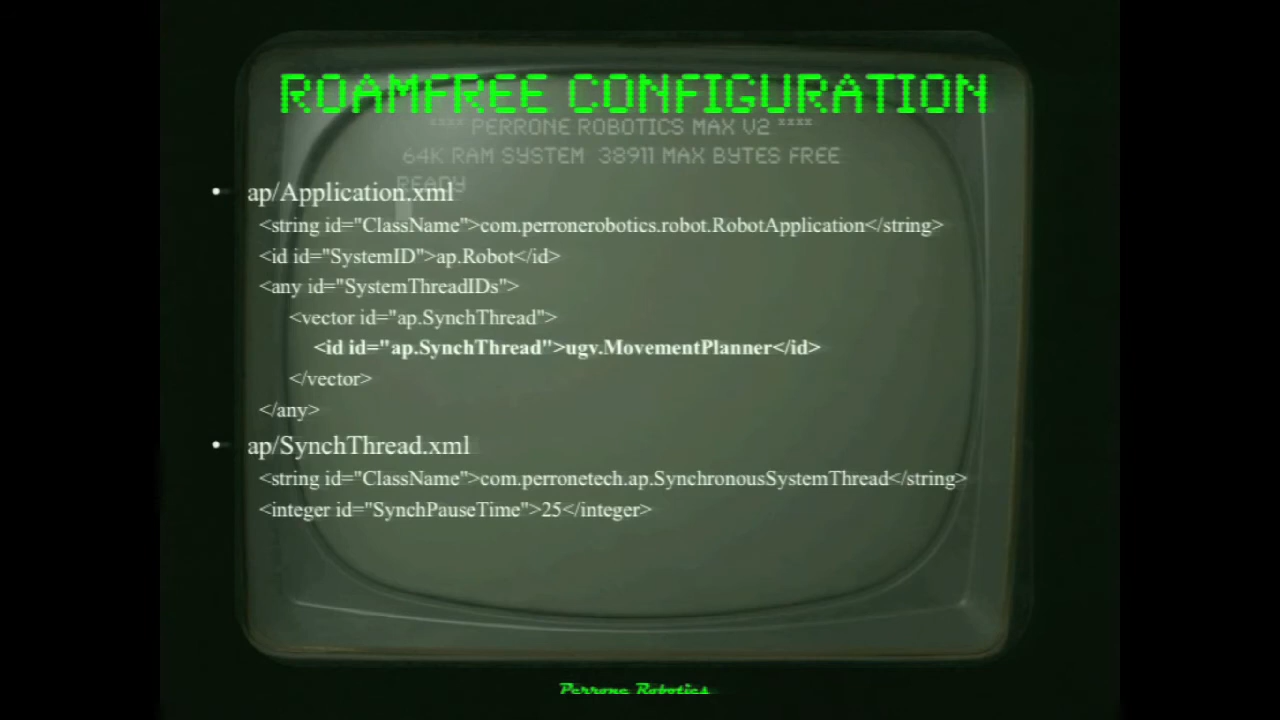 ROAMFREE CONFIGURATION
**** PERRONE ROBOTICS MAX V2 ****
64K RAM SYSTEM 38911 MAX BYTES FREE
READY
• ap/Application.xml
<string id="ClassName">com.perronerobotics.robot.RobotApplication</string>
<id id="SystemID">ap.Robot</id>
<any id="SystemThreadIDs">
<vector id="ap.SynchThread">
<id id="ap.SynchThread">ugv.MovementPlanner</id>
</vector>
</any>
• ap/SynchThread.xml
<string id="ClassName">com.perronetech.ap.SynchronousSystemThread</string>
<integer id="SynchPauseTime">25</integer>
Perrone Robotics